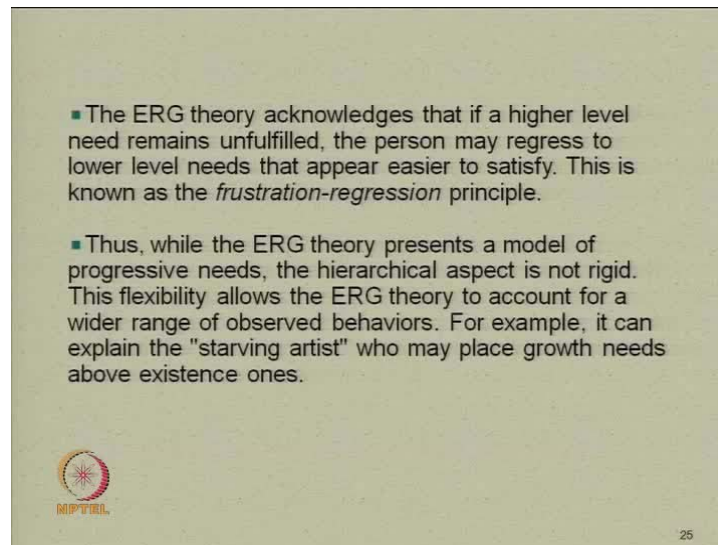 ▪The ERG theory acknowledges that if a higher level
need remains unfulfilled, the person may regress to
lower level needs that appear easier to satisfy. This is
known as the frustration-regression principle.
▪Thus, while the ERG theory presents a model of
progressive needs, the hierarchical aspect is not rigid.
This flexibility allows the ERG theory to account for a
wider range of observed behaviors. For example, it can
explain the "starving artist" who may place growth needs
above existence ones.
NPTEL
25